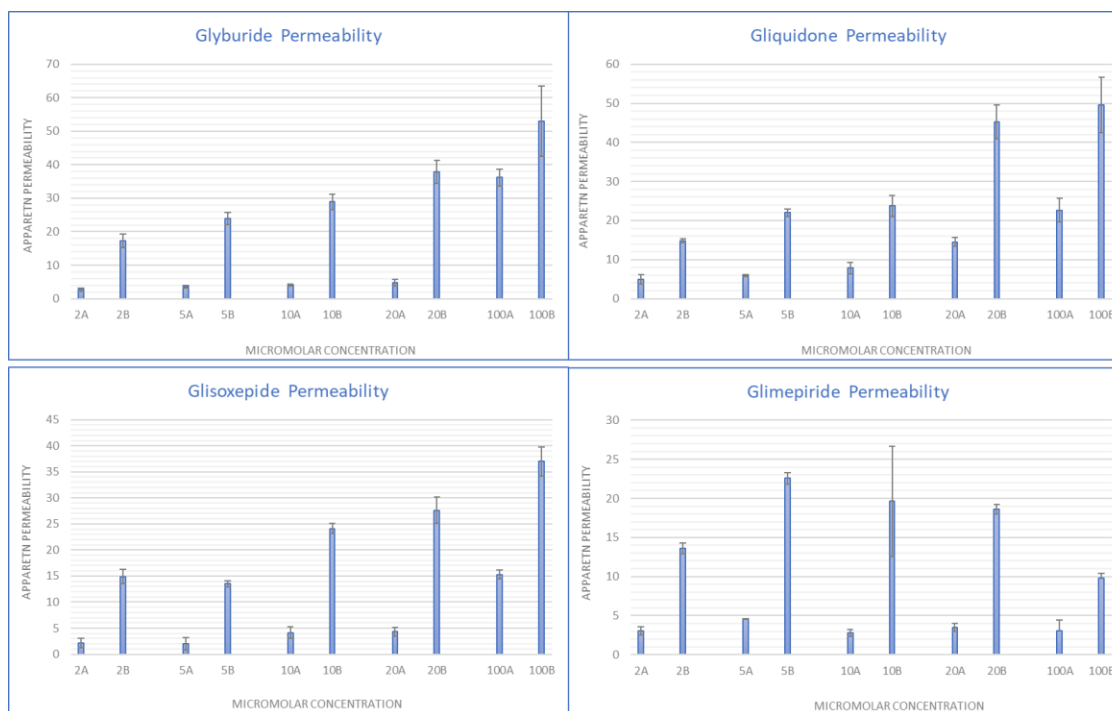 Glyburide Permeability
APPARETN PERMEABILITY
70
60
50
40
30
20
10
0
2A 2B 5A 5B 10A 10B 20A 20B 100A 100B
MICROMOLAR CONCENTRATION
Gliquidone Permeability
APPARETN PERMEABILITY
60
50
40
30
20
10
0
2A 2B 5A 5B 10A 10B 20A 20B 100A 100B
MICROMOLAR CONCENTRATION
Glisoxepide Permeability
APPARETN PERMEABILITY
45
40
35
30
25
20
15
10
5
0
2A 2B 5A 5B 10A 10B 20A 20B 100A 100B
MICROMOLAR CONCENTRATION
Glimepiride Permeability
APPARETN PERMEABILITY
30
25
20
15
10
5
0
2A 2B 5A 5B 10A 10B 20A 20B 100A 100B
MICROMOLAR CONCENTRATION